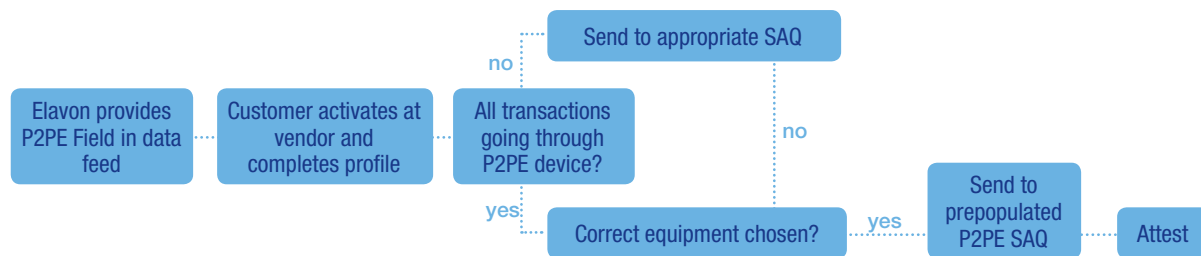 Send to appropriate SAQ
no
Elavon provides
P2PE Field in data
feed
Customer activates at
vendor and
completes profile
All transactions
going through
P2PE device?
no
yes
Correct equipment chosen?
yes
Send to
prepopulated
P2PE SAQ
Attest